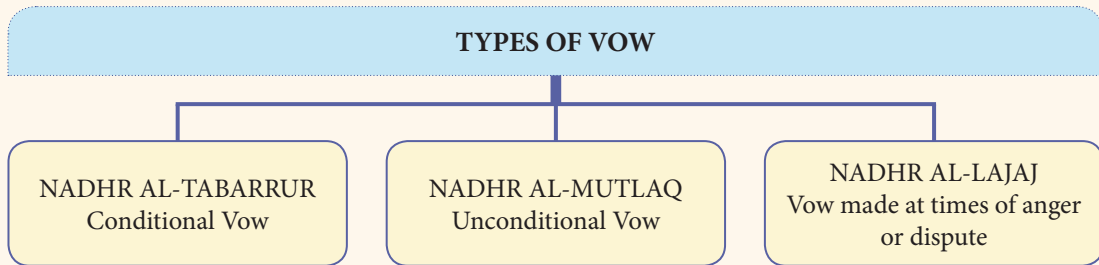 TYPES OF VOW
NADHR AL-TABARRUR
Conditional Vow
NADHR AL-MUTLAQ
Unconditional Vow
NADHR AL-LAJAJ
Vow made at times of anger
or dispute